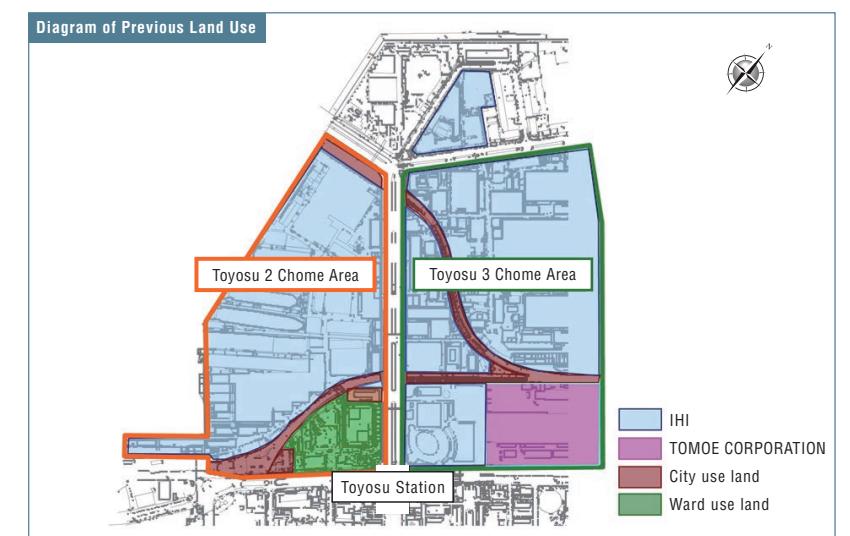 Diagram of Previous Land Use
N
Toyosu 2 Chome Area
Toyosu 3 Chome Area
Toyosu Station
IHI
TOMOE CORPORATION
City use land
Ward use land